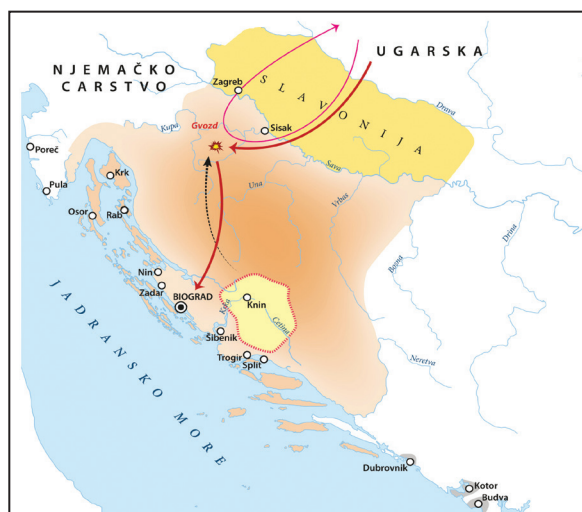 NJEMAČKO
CARSTVO
UGARSKA
SLAVONIJA
Zagreb
Drava
Kupa
Gvozd
Sisak
Sava
Poreč
Pula
Krk
Osor
Rab
Una
Vrbas
Bosna
Drina
Nin
Zadar
BIOGRAD
Krka
Knin
Cetina
Šibenik
Trogir
Split
Neretva
JADRANSKO MORE
Dubrovnik
Kotor
Budva